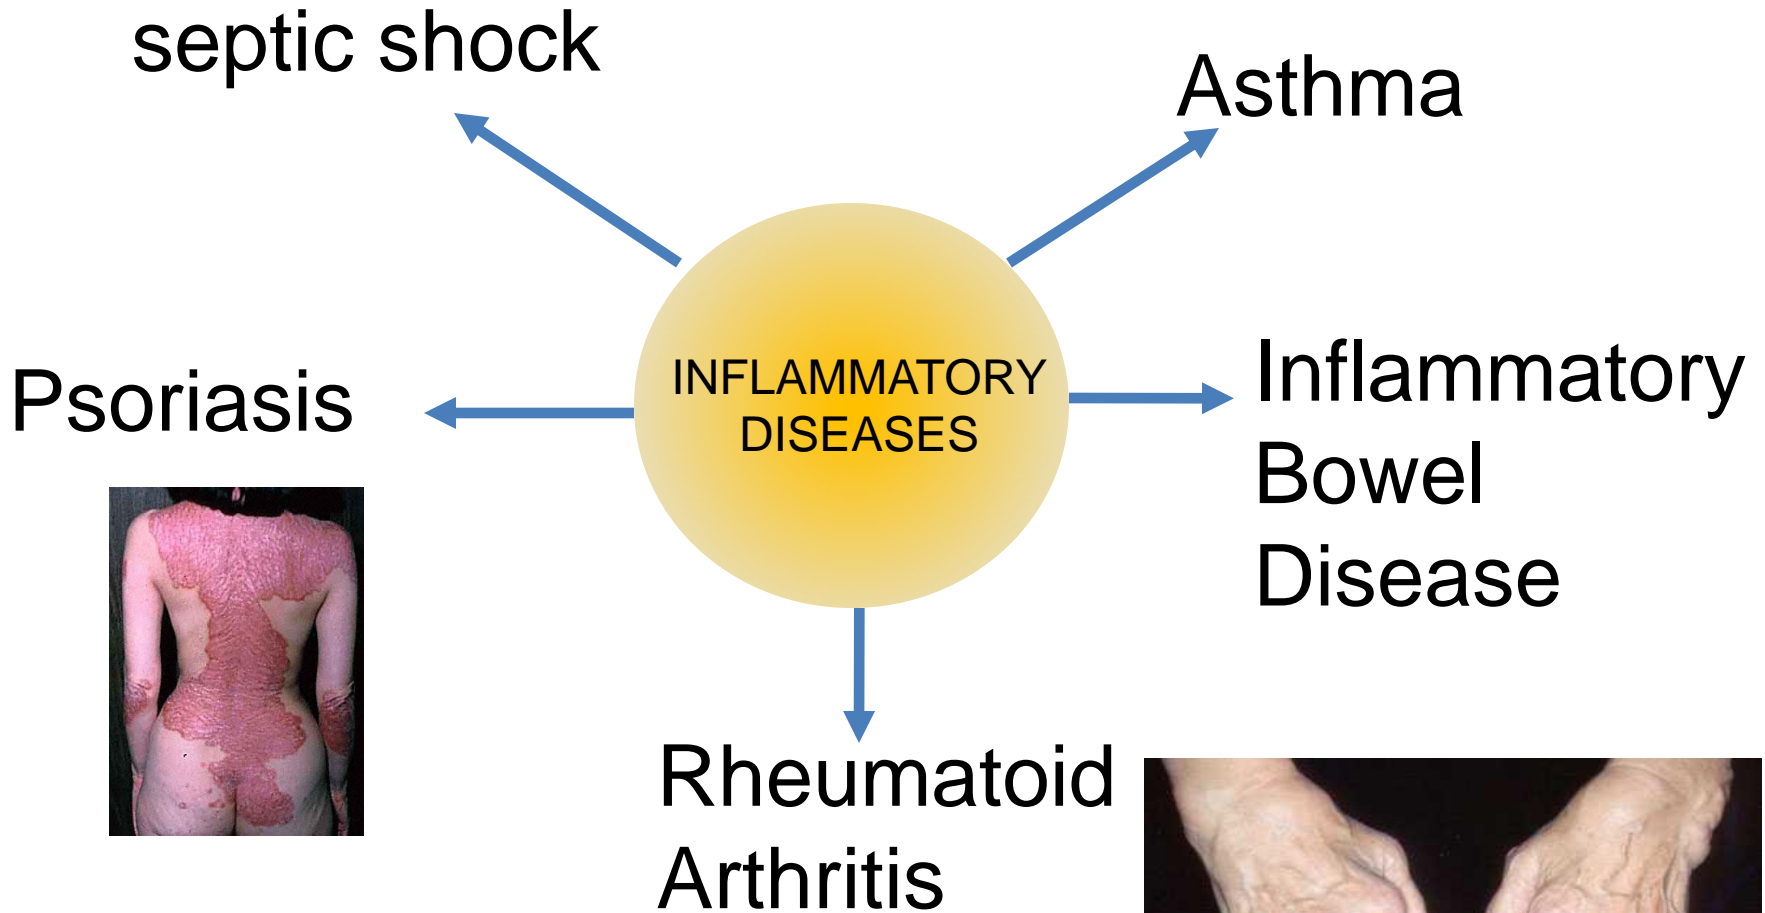 septic shock
Asthma
Psoriasis
INFLAMMATORY
DISEASES
Inflammatory
Bowel
Disease
Rheumatoid
Arthritis